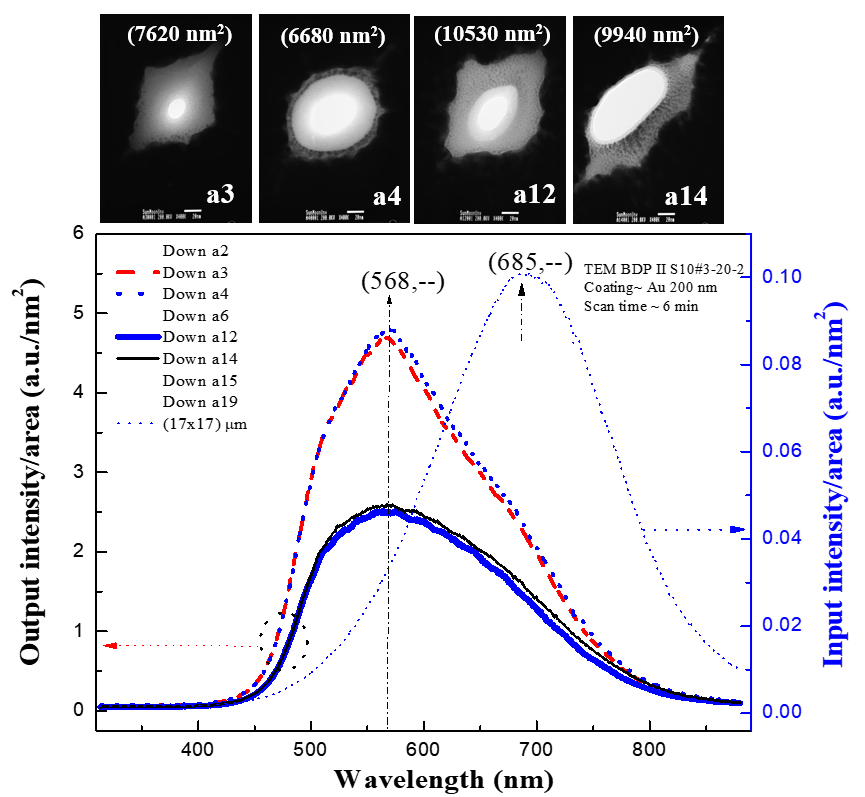 (7620 nm²) (6680 nm²) (10530 nm²) (9940 nm²)
a3 a4 a12 a14
6
5
4
3
2
1
0
Output intensity/area (a.u./nm²)
Down a2
Down a3
Down a4
Down a6
Down a12
Down a14
Down a15
Down a19
(17x17) μm
(568,--)
(685,--)
TEM BDP II S10#3-20-2
Coating~ Au 200 nm
Scan time ~ 6 min
0.10
0.08
0.06
0.04
0.02
0.00
Input intensity/area (a.u./nm²)
400 500 600 700 800
Wavelength (nm)